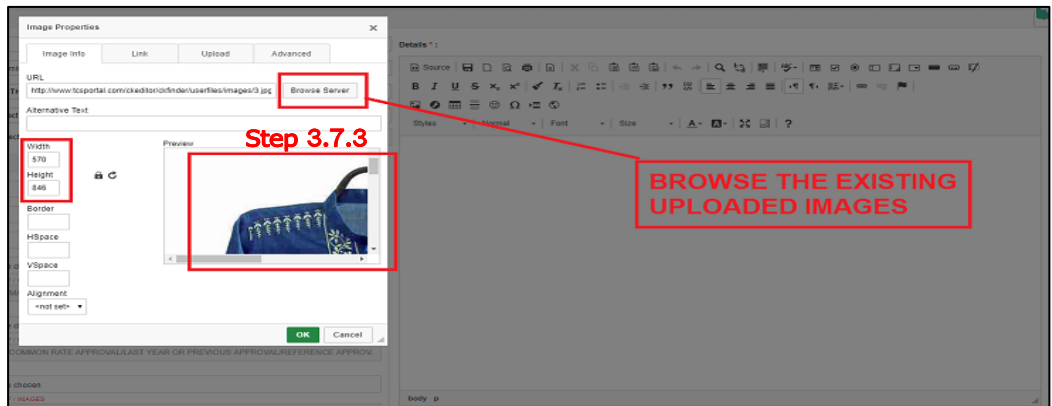 Image Properties
Image Info Link Upload Advanced
URL
http://www.tcsportal.com/ckeditor/ckfinder/userfiles/images/3.jpg Browse Server
Alternative Text
Step 3.7.3
Width
Preview
570
Height
846
Border
HSpace
VSpace
Alignment
<not set>
OK Cancel
COMMON RATE APPROVAL/LAST YEAR OR PREVIOUS APPROVAL/REFERENCE APPROV.
chosen
/ IMAGES
Details * :
Source
Styles Normal Font Size
BROWSE THE EXISTING
UPLOADED IMAGES
body p